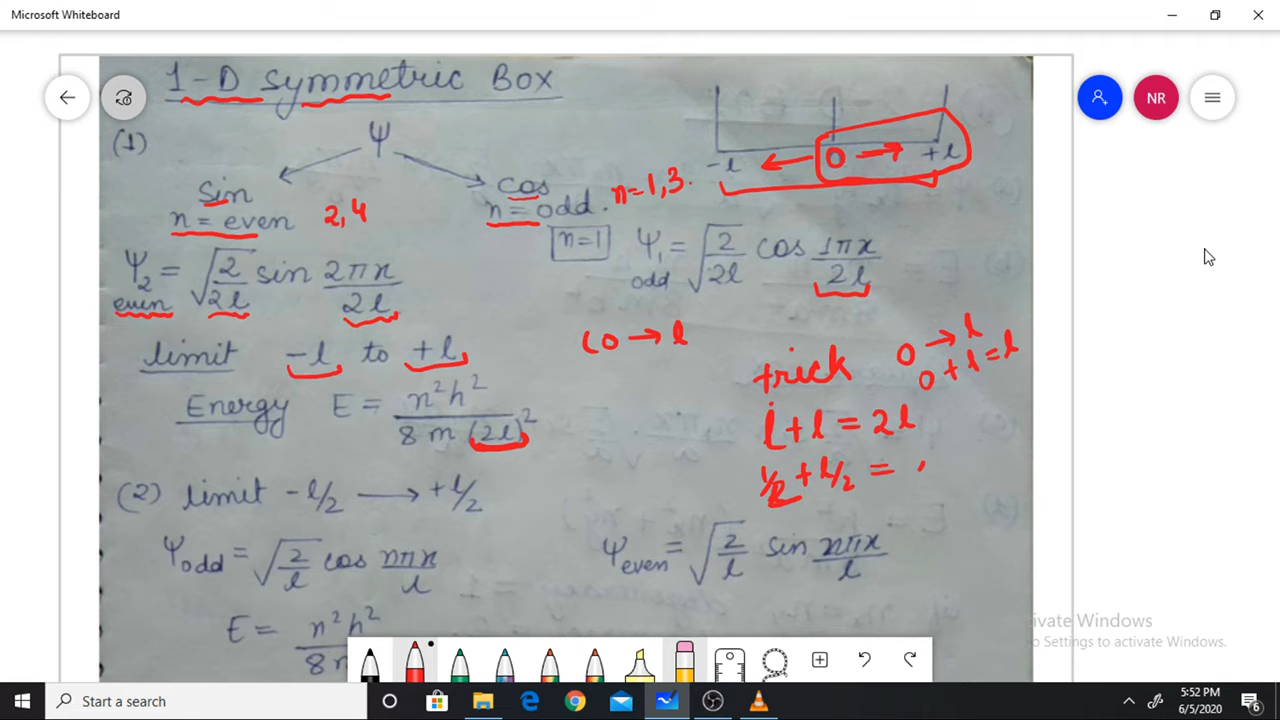 Microsoft Whiteboard
1-D symmetric Box
(1)
Ψ
-l 0 +l
sin
n = even 2,4
cos
n = odd. n=1,3.
NR
Ψ2 even = √2/2l sin 2πx/2l
n=1 Ψ1 odd = √2/2l cos 1πx/2l
limit -l to +l
(0 → l
trick 0 → l
0 + l = l
Energy E = n²h²/8m(2l)²
l + l = 2l
l/2 + l/2 =
(2) limit -l/2 → +l/2
Ψodd = √2/l cos nπx/l
Ψeven = √2/l sin nπx/l
E = n²h²
8m
ivate Windows
o Settings to activate Windows.
Start a search
5:52 PM
6/5/2020
6